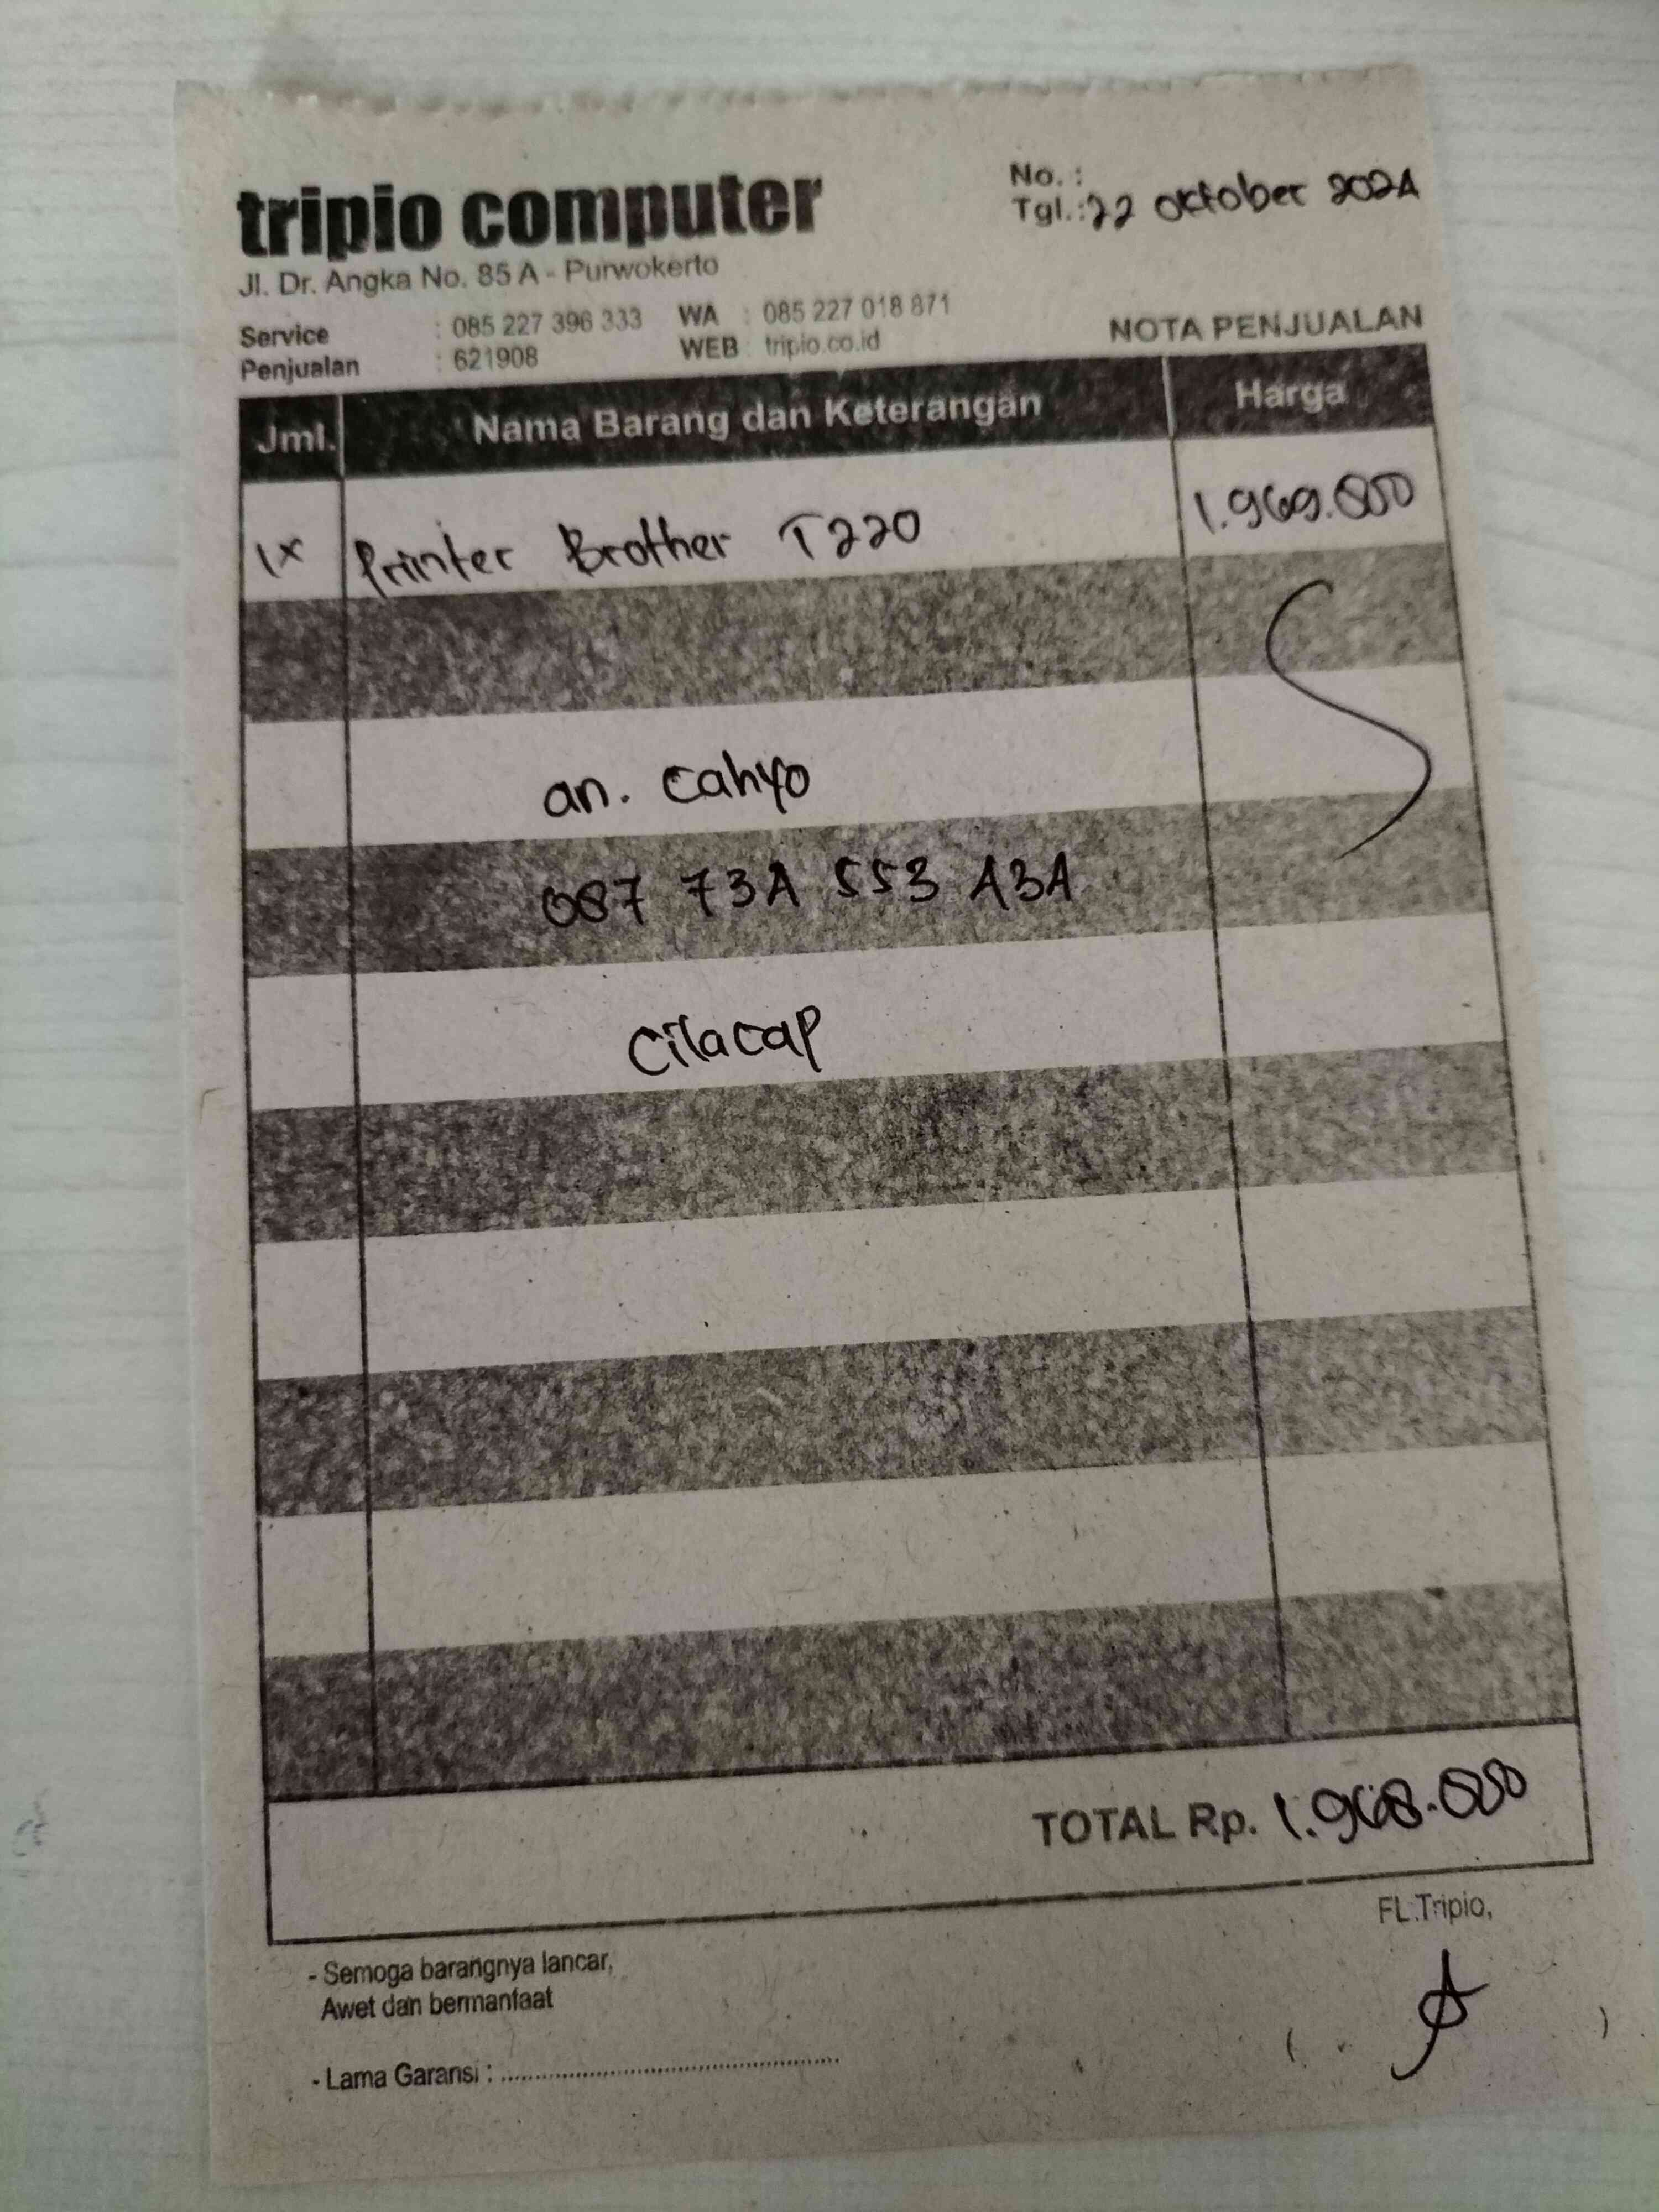 tripio computer
Jl. Dr. Angka No. 85 A - Purwokerto
No. :
Tgl.: 22 oktober 2024
Service : 085 227 396 333 WA : 085 227 018 871
Penjualan : 621908 WEB : tripio.co.id
NOTA PENJUALAN
Jml. Nama Barang dan Keterangan Harga
1x Printer Brother T220 1.969.000
an. cahyo
087 734 553 434
Cilacap
TOTAL Rp. 1.968.000
FL.Tripio,
- Semoga barangnya lancar,
Awet dan bermanfaat
- Lama Garansi : ........................................
( )